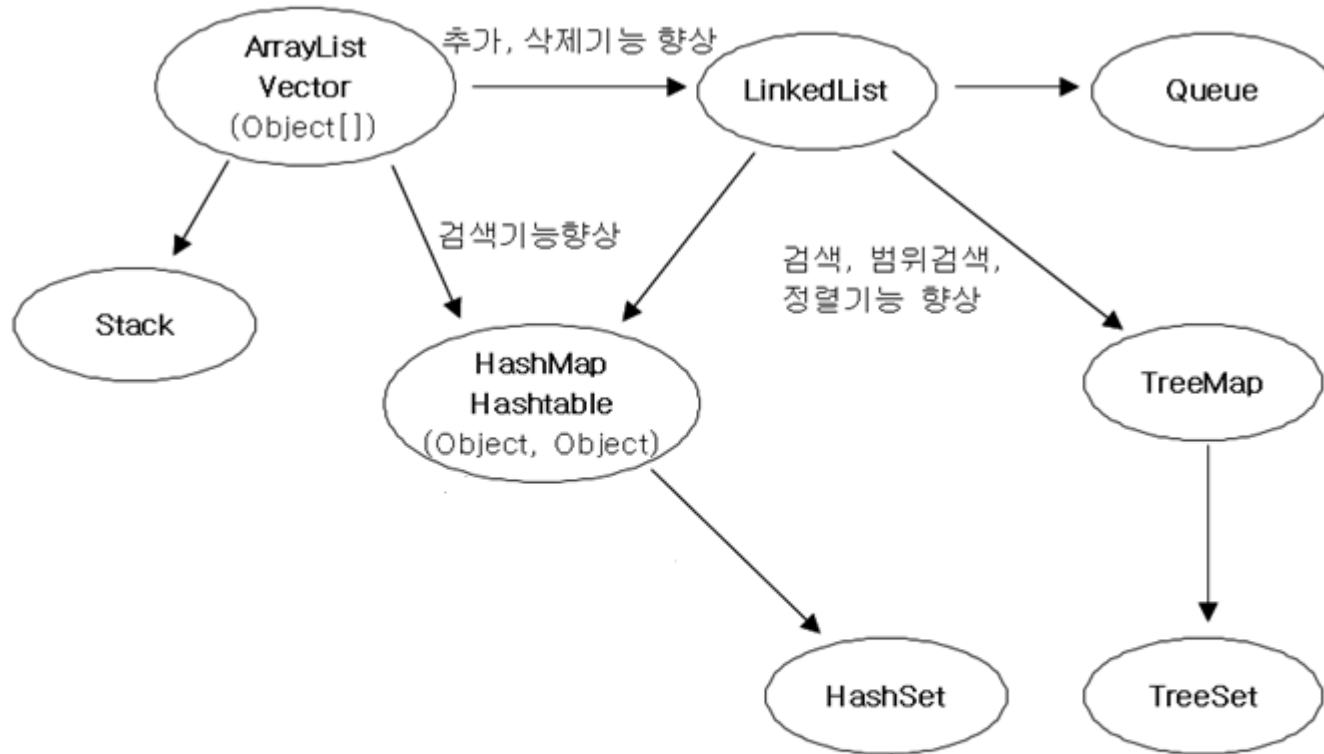 ArrayList
Vector
(Object[])
추가, 삭제기능 향상
LinkedList
Queue
검색기능향상
검색, 범위검색,
정렬기능 향상
Stack
HashMap
Hashtable
(Object, Object)
TreeMap
HashSet
TreeSet